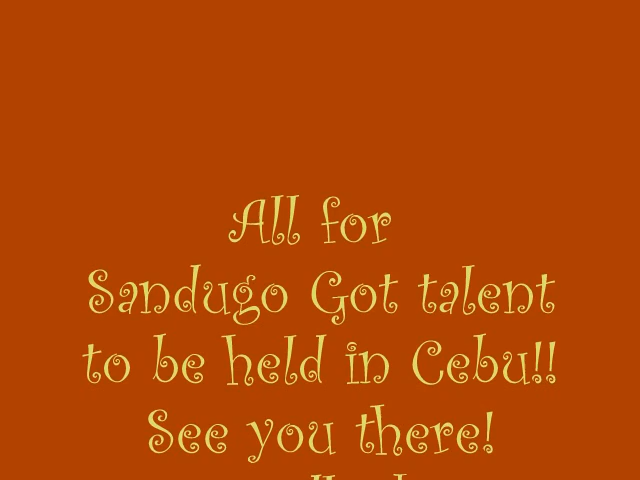 All for
Sandugo Got talent
to be held in Cebu!!
See you there!